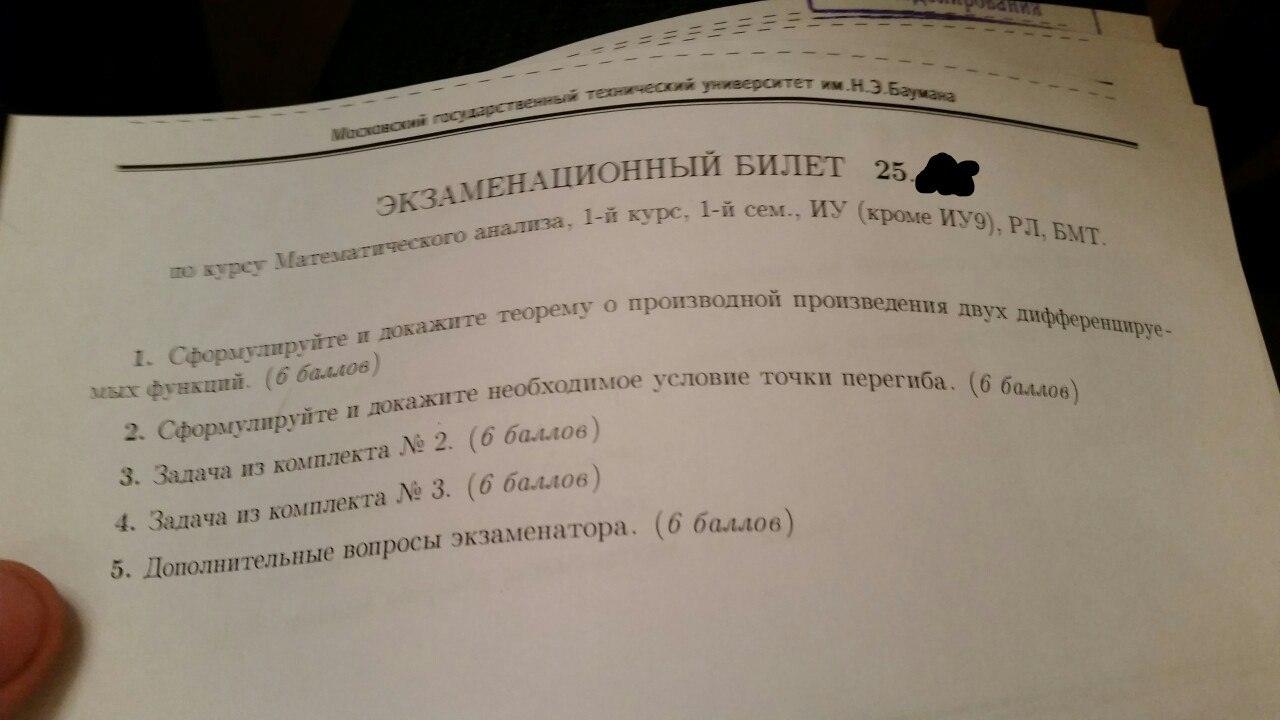 Московский государственный технический университет им.Н.Э.Баумана
ЭКЗАМЕНАЦИОННЫЙ БИЛЕТ 25.
по курсу Математического анализа, 1-й курс, 1-й сем., ИУ (кроме ИУ9), РЛ, БМТ.
1. Сформулируйте и докажите теорему о производной произведения двух дифференцируе-
мых функций. (6 баллов)
2. Сформулируйте и докажите необходимое условие точки перегиба. (6 баллов)
3. Задача из комплекта № 2. (6 баллов)
4. Задача из комплекта № 3. (6 баллов)
5. Дополнительные вопросы экзаменатора. (6 баллов)